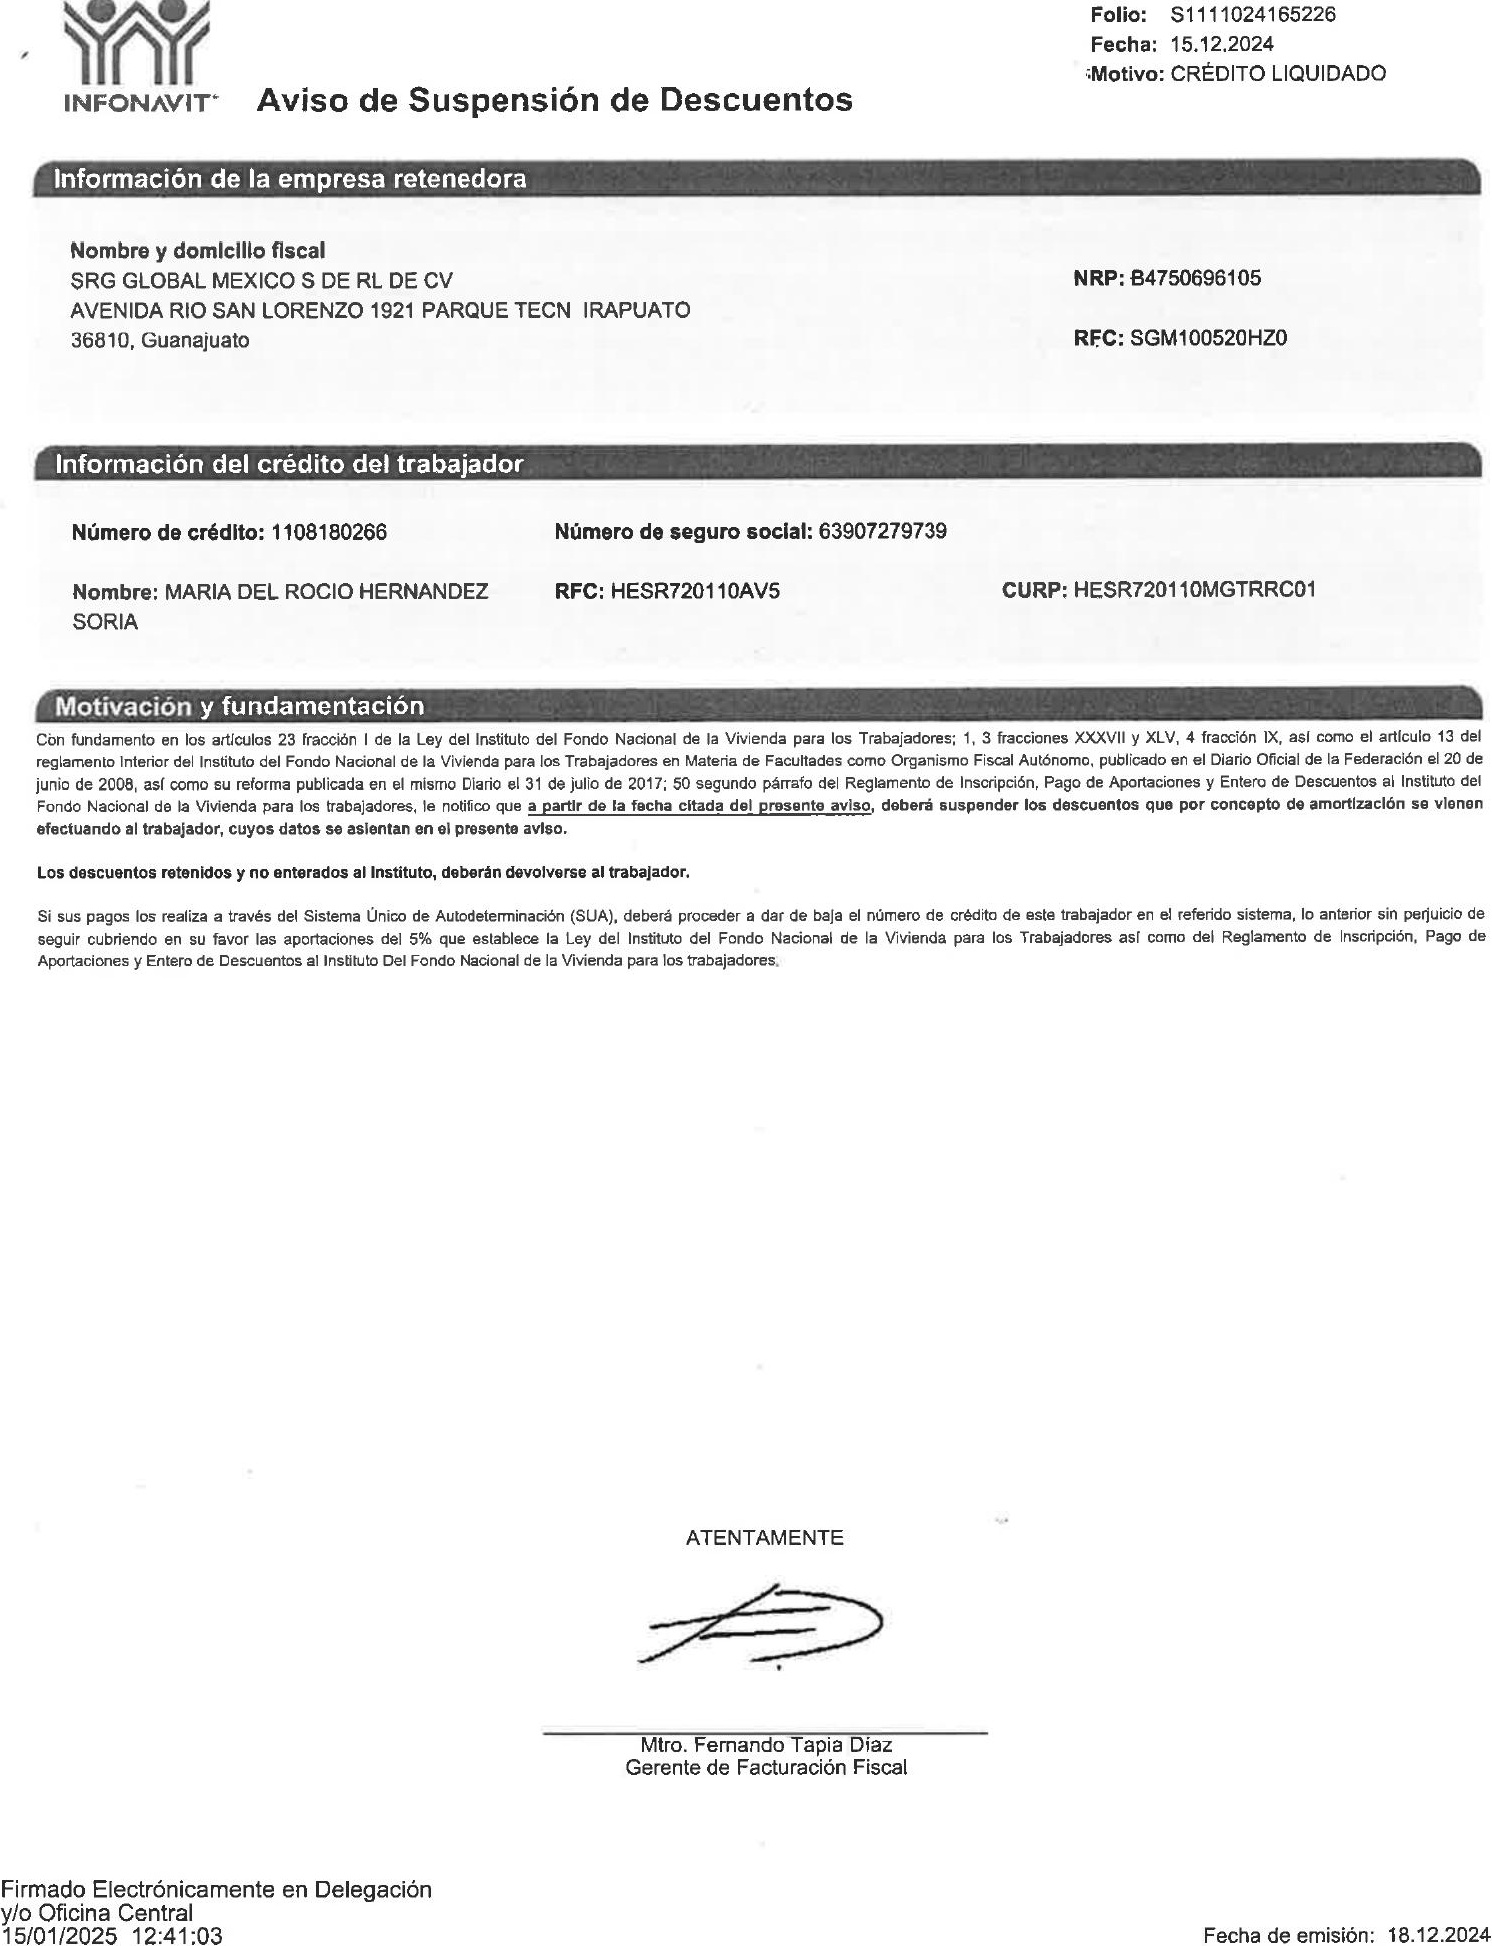 Folio: S1111024165226
Fecha: 15.12.2024
Motivo: CRÉDITO LIQUIDADO
INFONAVIT
Aviso de Suspensión de Descuentos
Información de la empresa retenedora
Nombre y domicilio fiscal
SRG GLOBAL MEXICO S DE RL DE CV
NRP: B4750696105
AVENIDA RIO SAN LORENZO 1921 PARQUE TECN IRAPUATO
36810, Guanajuato
RFC: SGM100520HZ0
Información del crédito del trabajador
Número de crédito: 1108180266 Número de seguro social: 63907279739
Nombre: MARIA DEL ROCIO HERNANDEZ RFC: HESR720110AV5 CURP: HESR720110MGTRRC01
SORIA
Motivación y fundamentación
Con fundamento en los artículos 23 fracción I de la Ley del Instituto del Fondo Nacional de la Vivienda para los Trabajadores; 1, 3 fracciones XXXVII y XLV, 4 fracción IX, así como el artículo 13 del
reglamento Interior del Instituto del Fondo Nacional de la Vivienda para los Trabajadores en Materia de Facultades como Organismo Fiscal Autónomo, publicado en el Diario Oficial de la Federación el 20 de
junio de 2008, así como su reforma publicada en el mismo Diario el 31 de julio de 2017; 50 segundo párrafo del Reglamento de Inscripción, Pago de Aportaciones y Entero de Descuentos al Instituto del
Fondo Nacional de la Vivienda para los trabajadores, le notifico que a partir de la fecha citada del presente aviso, deberá suspender los descuentos que por concepto de amortización se vienen
efectuando al trabajador, cuyos datos se asientan en el presente aviso.
Los descuentos retenidos y no enterados al Instituto, deberán devolverse al trabajador.
Si sus pagos los realiza a través del Sistema Único de Autodeterminación (SUA), deberá proceder a dar de baja el número de crédito de este trabajador en el referido sistema, lo anterior sin perjuicio de
seguir cubriendo en su favor las aportaciones del 5% que establece la Ley del Instituto del Fondo Nacional de la Vivienda para los Trabajadores así como del Reglamento de Inscripción, Pago de
Aportaciones y Entero de Descuentos al Instituto Del Fondo Nacional de la Vivienda para los trabajadores.
ATENTAMENTE
Mtro. Fernando Tapia Díaz
Gerente de Facturación Fiscal
Firmado Electrónicamente en Delegación
y/o Oficina Central
15/01/2025 12:41:03
Fecha de emisión: 18.12.2024